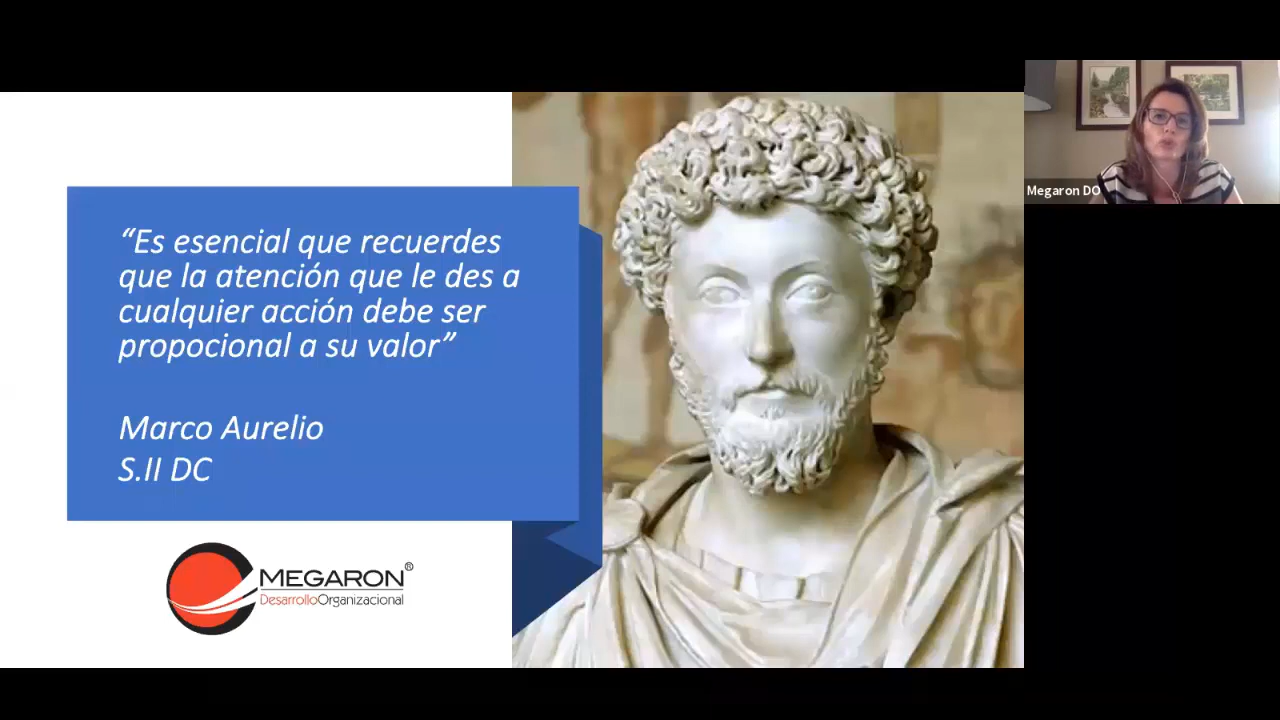 “Es esencial que recuerdes
que la atención que le des a
cualquier acción debe ser
propocional a su valor”
Marco Aurelio
S.II DC
MEGARON®
DesarrolloOrganizacional
Megaron DO